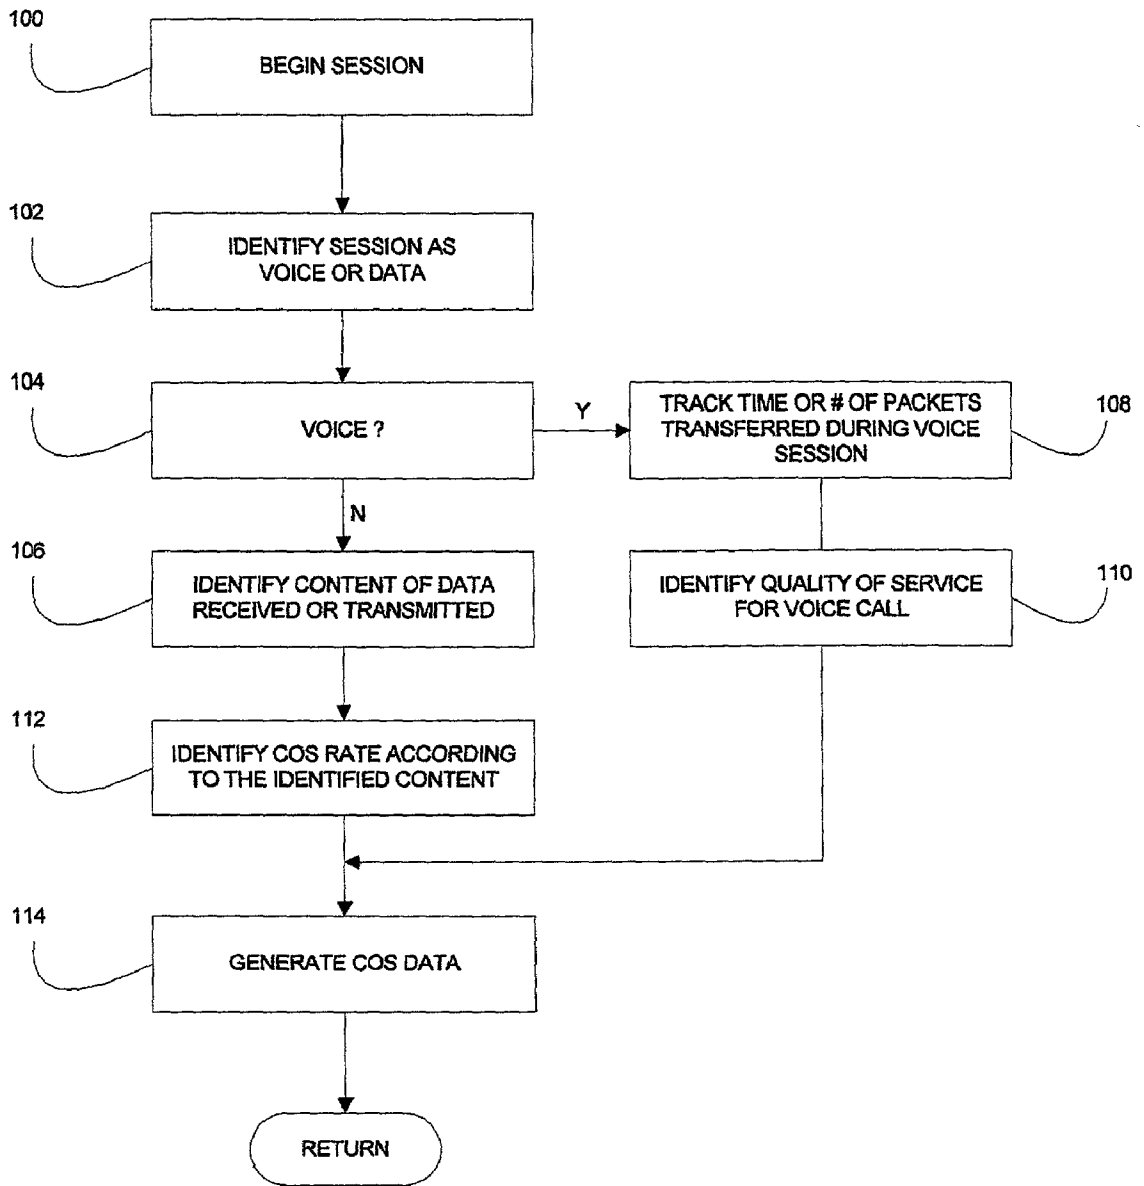 100
BEGIN SESSION
102
IDENTIFY SESSION AS
VOICE OR DATA
104
VOICE ?
Y
TRACK TIME OR # OF PACKETS
TRANSFERRED DURING VOICE
SESSION
108
N
106
IDENTIFY CONTENT OF DATA
RECEIVED OR TRANSMITTED
IDENTIFY QUALITY OF SERVICE
FOR VOICE CALL
110
112
IDENTIFY COS RATE ACCORDING
TO THE IDENTIFIED CONTENT
114
GENERATE COS DATA
RETURN